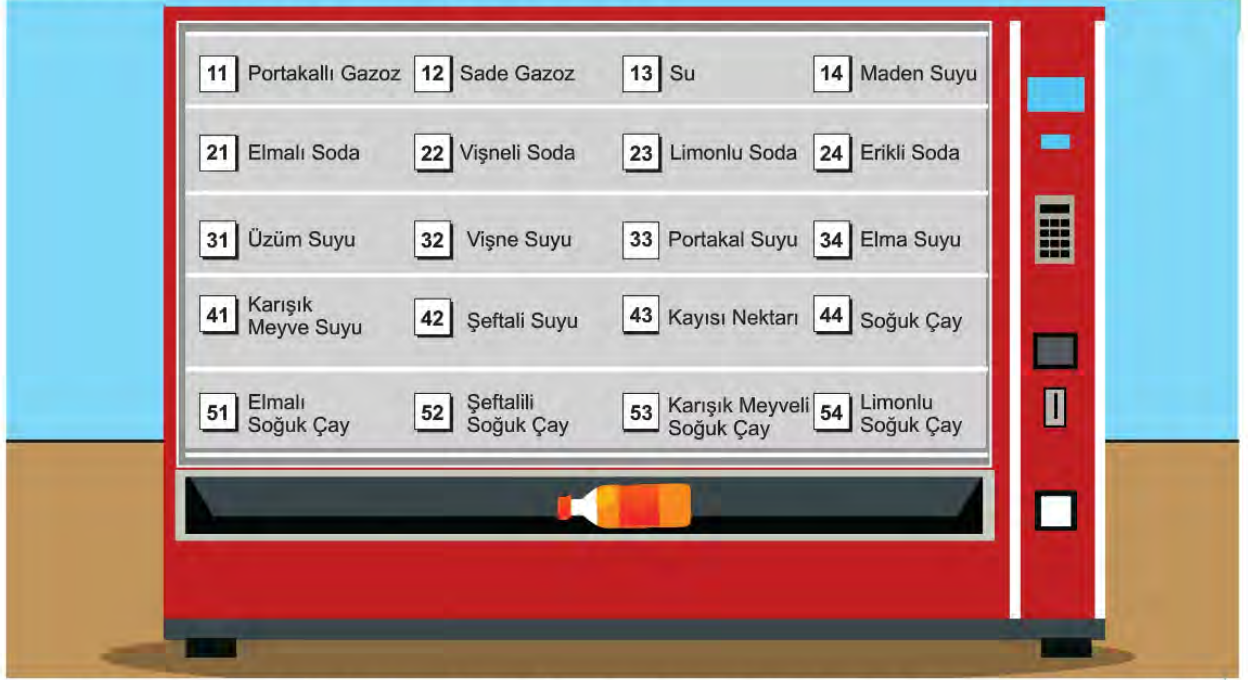 11 Portakallı Gazoz 12 Sade Gazoz 13 Su 14 Maden Suyu
21 Elmalı Soda 22 Vişneli Soda 23 Limonlu Soda 24 Erikli Soda
31 Üzüm Suyu 32 Vişne Suyu 33 Portakal Suyu 34 Elma Suyu
41 Karışık
Meyve Suyu
42 Şeftali Suyu 43 Kayısı Nektarı 44 Soğuk Çay
51 Elmalı
Soğuk Çay
52 Şeftalili
Soğuk Çay
53 Karışık Meyveli
Soğuk Çay
54 Limonlu
Soğuk Çay